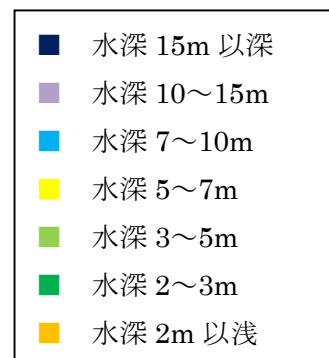 水深 15m 以深
水深 10～15m
水深 7～10m
水深 5～7m
水深 3～5m
水深 2～3m
水深 2m 以浅